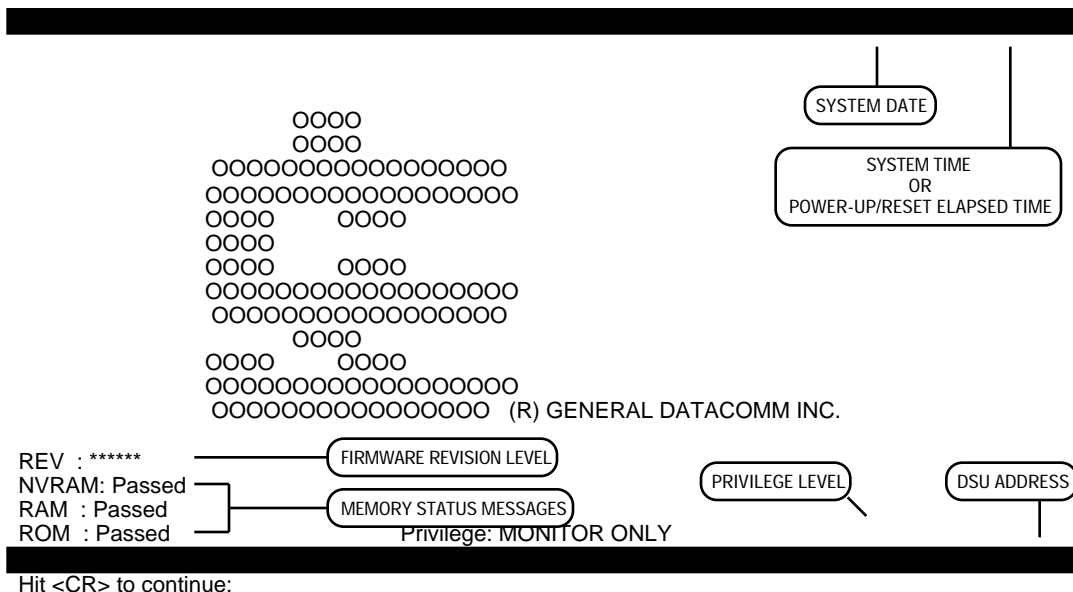 SYSTEM DATE
SYSTEM TIME
OR
POWER-UP/RESET ELAPSED TIME
OOOO
OOOO
OOOOOOOOOOOOOOOOO
OOOOOOOOOOOOOOOOOO
OOOO OOOO
OOOO
OOOO OOOO
OOOOOOOOOOOOOOOOOO
OOOOOOOOOOOOOOOOO
OOOO
OOOO OOOO
OOOOOOOOOOOOOOOOOO
OOOOOOOOOOOOOOOO (R) GENERAL DATACOMM INC.
REV : ****** FIRMWARE REVISION LEVEL
NVRAM: Passed PRIVILEGE LEVEL DSU ADDRESS
RAM : Passed MEMORY STATUS MESSAGES
ROM : Passed Privilege: MONITOR ONLY
Hit <CR> to continue: